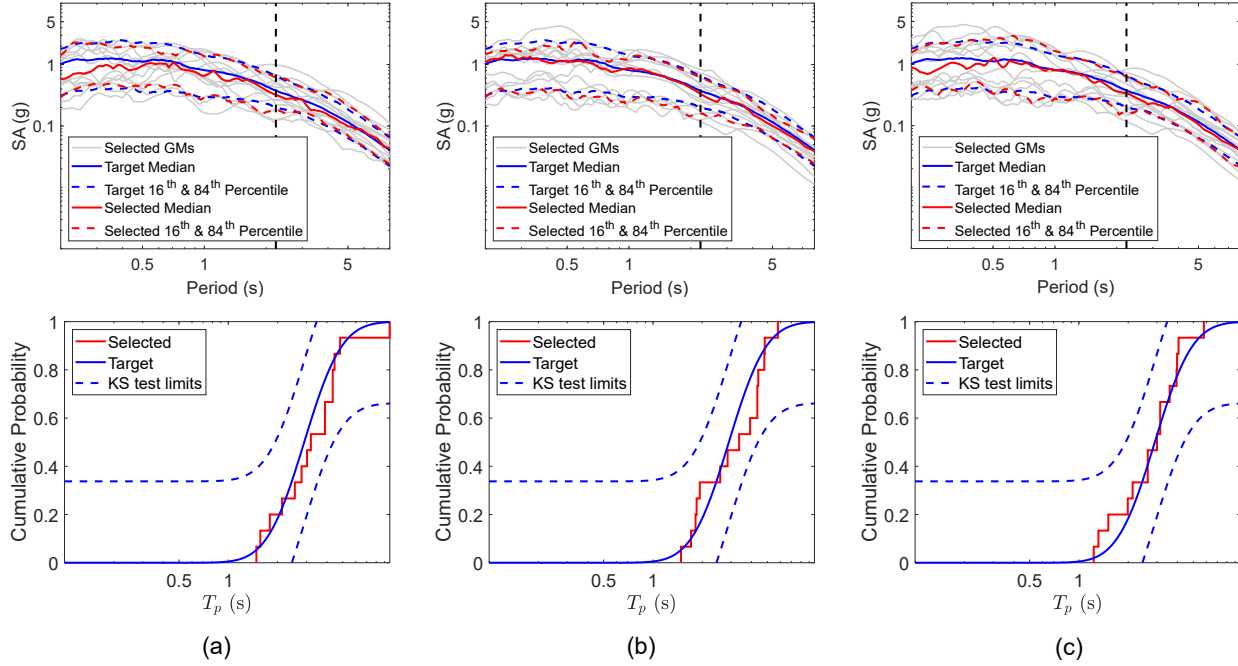 5
1
0.1
SA (g)
Selected GMs
Target Median
Target 16th & 84th Percentile
Selected Median
Selected 16th & 84th Percentile
0.5 1 5
Period (s)
5
1
0.1
SA (g)
Selected GMs
Target Median
Target 16th & 84th Percentile
Selected Median
Selected 16th & 84th Percentile
0.5 1 5
Period (s)
5
1
0.1
SA (g)
Selected GMs
Target Median
Target 16th & 84th Percentile
Selected Median
Selected 16th & 84th Percentile
0.5 1 5
Period (s)
1
0.8
0.6
0.4
0.2
0
Cumulative Probability
Selected
Target
KS test limits
0.5 1
Tp (s)
(a)
1
0.8
0.6
0.4
0.2
0
Cumulative Probability
Selected
Target
KS test limits
0.5 1
Tp (s)
(b)
1
0.8
0.6
0.4
0.2
0
Cumulative Probability
Selected
Target
KS test limits
0.5 1
Tp (s)
(c)